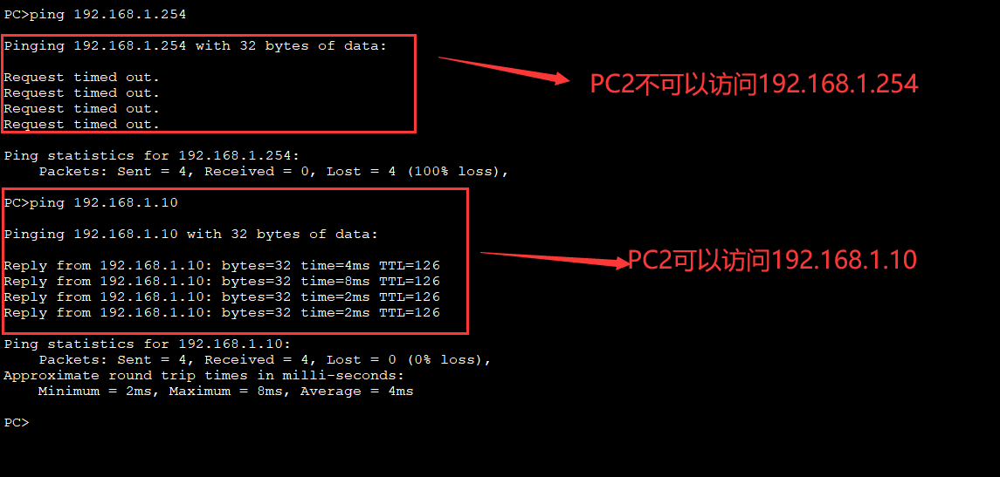 PC>ping 192.168.1.254
Pinging 192.168.1.254 with 32 bytes of data:
Request timed out.
Request timed out.
Request timed out.
Request timed out.
PC2不可以访问192.168.1.254
Ping statistics for 192.168.1.254:
Packets: Sent = 4, Received = 0, Lost = 4 (100% loss),
PC>ping 192.168.1.10
Pinging 192.168.1.10 with 32 bytes of data:
Reply from 192.168.1.10: bytes=32 time=4ms TTL=126
Reply from 192.168.1.10: bytes=32 time=8ms TTL=126
Reply from 192.168.1.10: bytes=32 time=2ms TTL=126
Reply from 192.168.1.10: bytes=32 time=2ms TTL=126
PC2可以访问192.168.1.10
Ping statistics for 192.168.1.10:
Packets: Sent = 4, Received = 4, Lost = 0 (0% loss),
Approximate round trip times in milli-seconds:
Minimum = 2ms, Maximum = 8ms, Average = 4ms
PC>